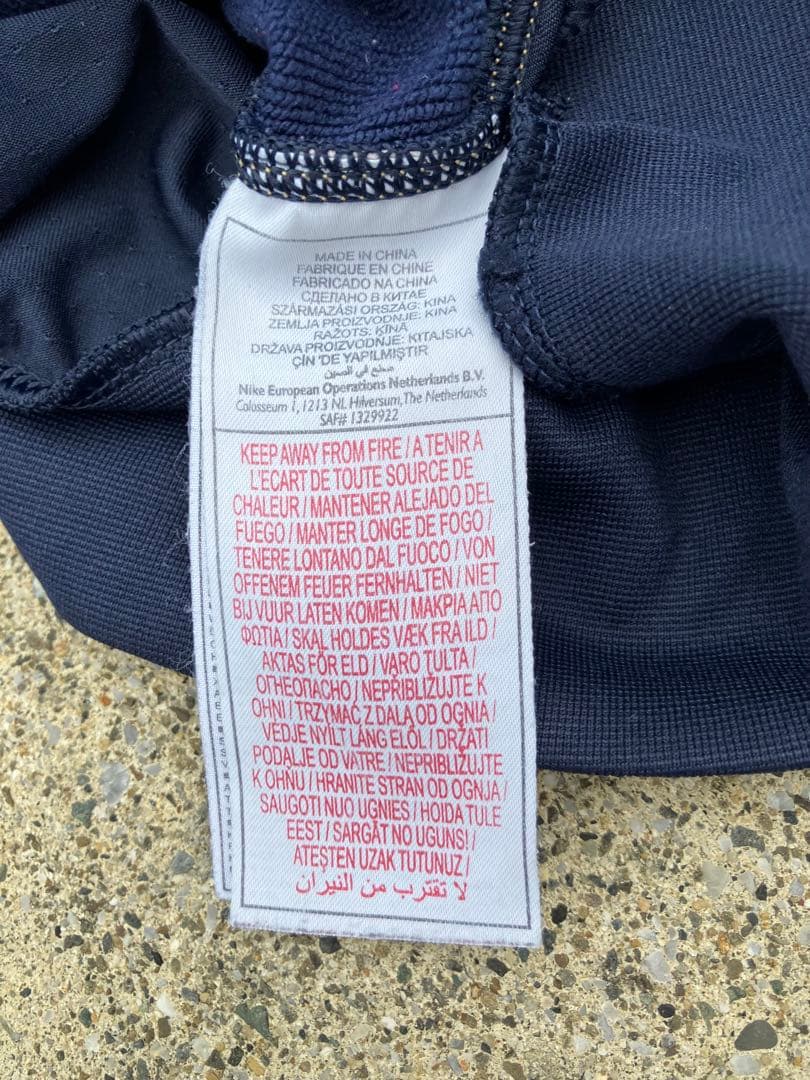 MADE IN CHINA
FABRIQUE EN CHINE
FABRICADO NA CHINA
СДЕЛАНО В КИТАЕ
SZÁRMAZÁSI ORSZÁG: KÍNA
ZEMLJA PROIZVODNJE: KINA
RAŽOTS: ĶĪNĀ
DRŽAVA PROIZVODNJE: KITAJSKA
ÇİN 'DE YAPILMIŞTIR
صنع في الصين
Nike European Operations Netherlands B.V.
Colosseum 1, 1213 NL Hilversum, The Netherlands
SAF# 1329922
KEEP AWAY FROM FIRE / A TENIR A
L'ECART DE TOUTE SOURCE DE
CHALEUR / MANTENER ALEJADO DEL
FUEGO / MANTER LONGE DE FOGO /
TENERE LONTANO DAL FUOCO / VON
OFFENEM FEUER FERNHALTEN / NIET
BIJ VUUR LATEN KOMEN / ΜΑΚΡΙΑ ΑΠΟ
ΦΩΤΙΑ / SKAL HOLDES VÆK FRA ILD /
AKTAS FÖR ELD / VARO TULTA /
ОГНЕОПАСНО / NEPRIBLIŽUJTE K
OHNI / TRZYMAĆ Z DALA OD OGNIA /
VÉDJE NYÍLT LÁNG ELŐL / DRŽATI
PODALJE OD VATRE / NEPRIBLIŽUJTE
K OHŇU / HRANITE STRAN OD OGNJA /
SAUGOTI NUO UGNIES / HOIDA TULE
EEST / SARGĀT NO UGUNS! /
ATEŞTEN UZAK TUTUNUZ /
لا تقترب من النيران